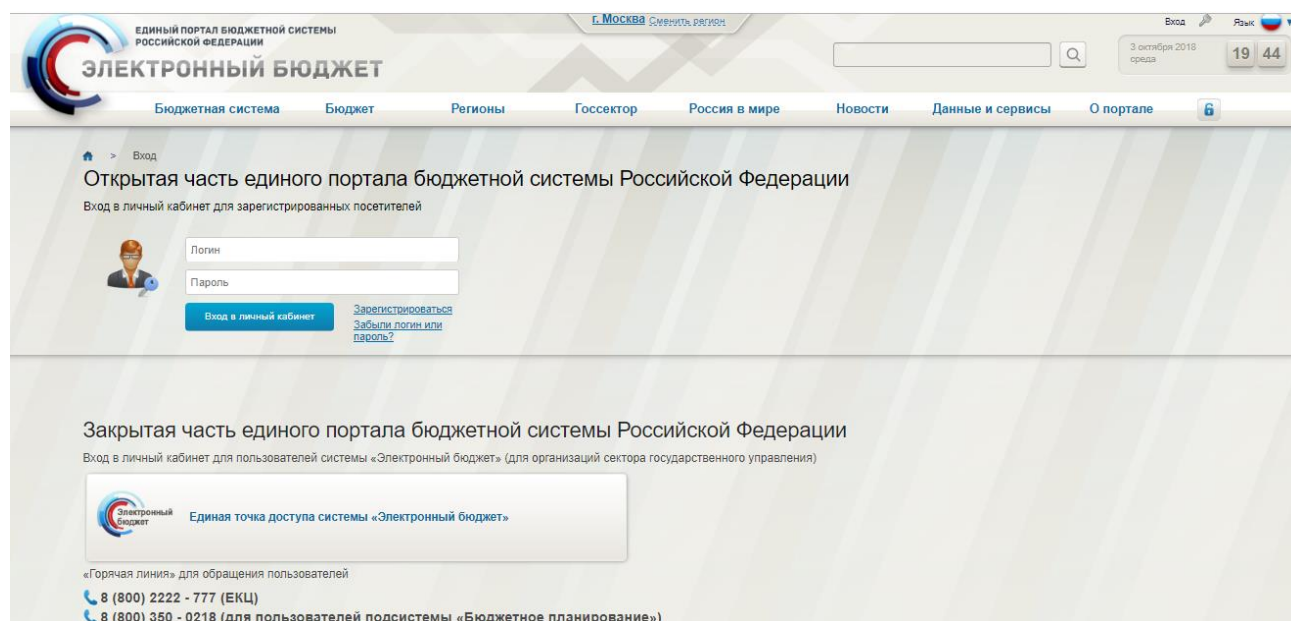 г. Москва Сменить регион
Вход
Язык
ЕДИНЫЙ ПОРТАЛ БЮДЖЕТНОЙ СИСТЕМЫ
РОССИЙСКОЙ ФЕДЕРАЦИИ
ЭЛЕКТРОННЫЙ БЮДЖЕТ
3 октября 2018
среда
19 44
Бюджетная система Бюджет Регионы Госсектор Россия в мире Новости Данные и сервисы О портале
> Вход
Открытая часть единого портала бюджетной системы Российской Федерации
Вход в личный кабинет для зарегистрированных посетителей
Логин
Пароль
Вход в личный кабинет
Зарегистрироваться
Забыли логин или
пароль?
Закрытая часть единого портала бюджетной системы Российской Федерации
Вход в личный кабинет для пользователей системы «Электронный бюджет» (для организаций сектора государственного управления)
Электронный
бюджет
Единая точка доступа системы «Электронный бюджет»
«Горячая линия» для обращения пользователей
8 (800) 2222 - 777 (ЕКЦ)
8 (800) 350 - 0218 (для пользователей подсистемы «Бюджетное планирование»)